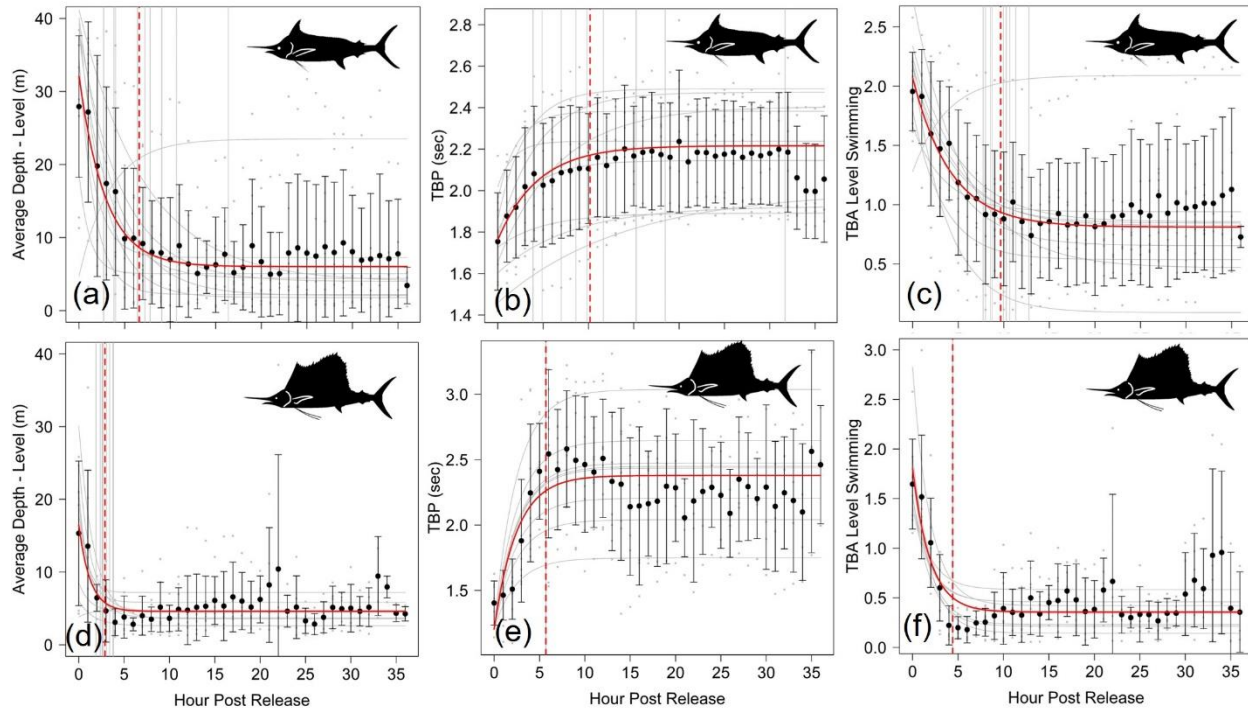 40
30
20
10
0
Average Depth - Level (m)
(a)
2.8
2.6
2.4
2.2
2.0
1.8
1.6
1.4
TBP (sec)
(b)
2.5
2.0
1.5
1.0
0.5
TBA Level Swimming
(c)
40
30
20
10
0
Average Depth - Level (m)
(d)
0 5 10 15 20 25 30 35
Hour Post Release
3.0
2.5
2.0
1.5
TBP (sec)
(e)
0 5 10 15 20 25 30 35
Hour Post Release
3.0
2.5
2.0
1.5
1.0
0.5
0.0
TBA Level Swimming
(f)
0 5 10 15 20 25 30 35
Hour Post Release